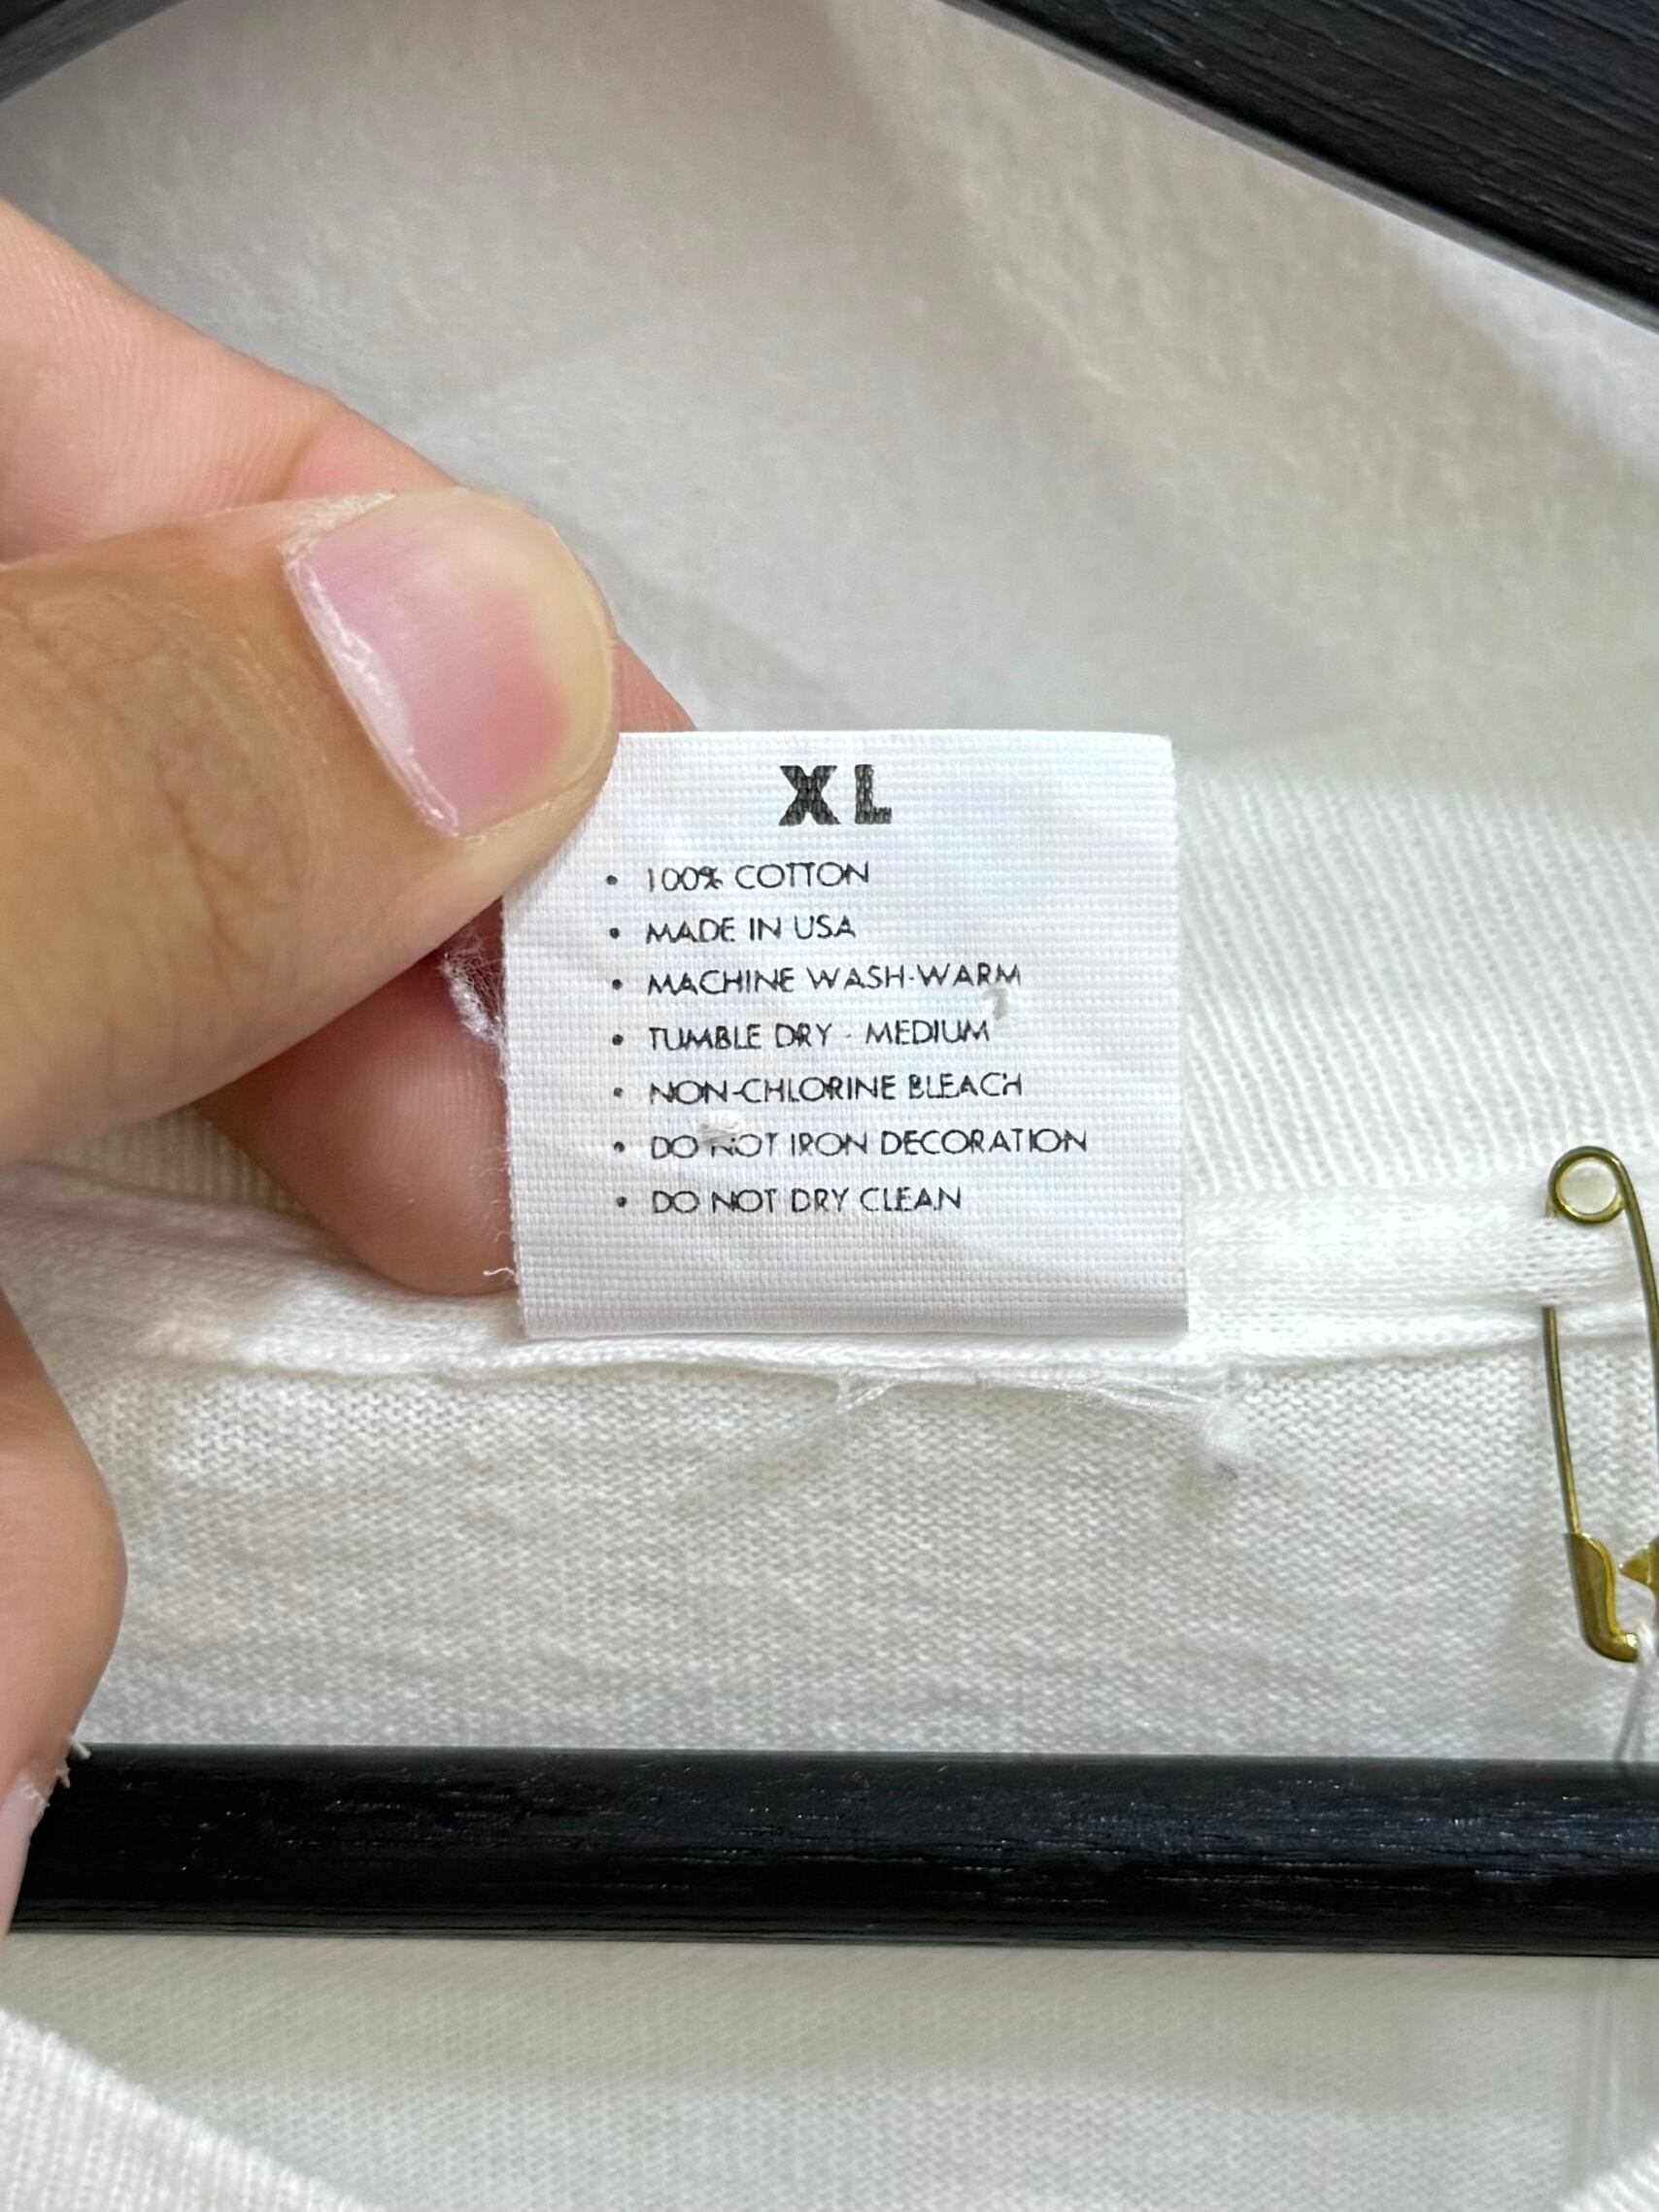 XL
• 100% COTTON
• MADE IN USA
• MACHINE WASH-WARM
• TUMBLE DRY - MEDIUM
• NON-CHLORINE BLEACH
• DO NOT IRON DECORATION
• DO NOT DRY CLEAN